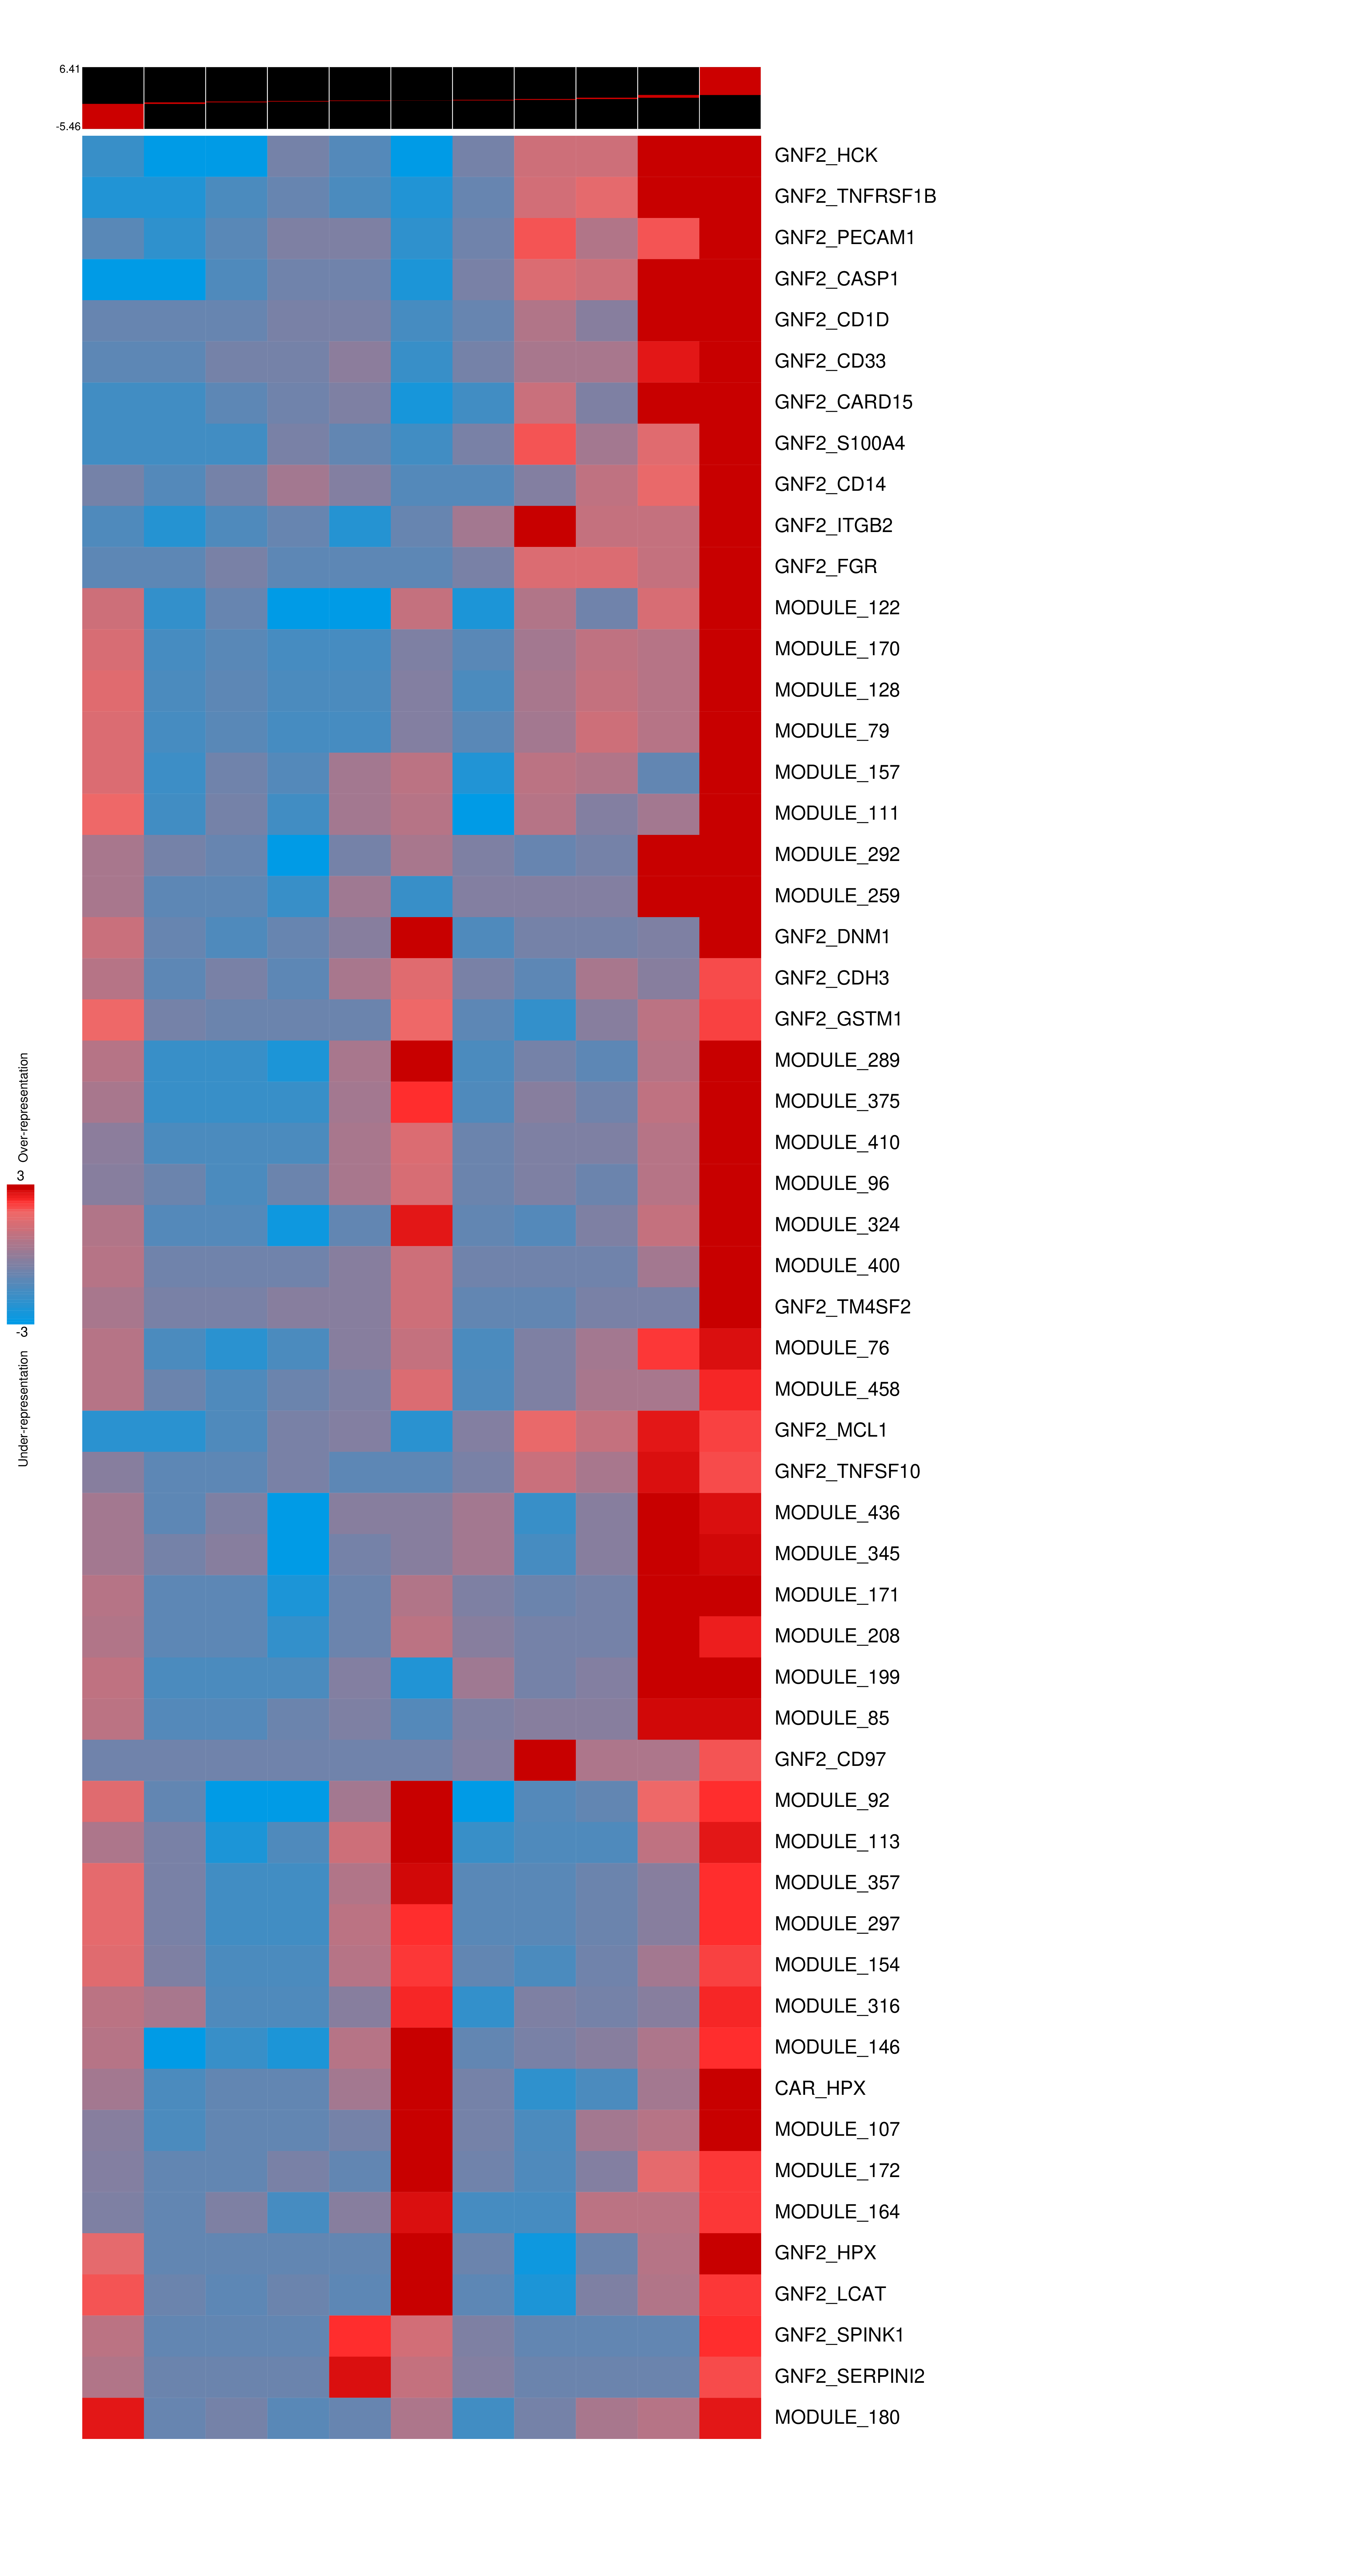 6.41
-5.46
GNF2_HCK
GNF2_TNFRSF1B
GNF2_PECAM1
GNF2_CASP1
GNF2_CD1D
GNF2_CD33
GNF2_CARD15
GNF2_S100A4
GNF2_CD14
GNF2_ITGB2
GNF2_FGR
MODULE_122
MODULE_170
MODULE_128
MODULE_79
MODULE_157
MODULE_111
MODULE_292
MODULE_259
GNF2_DNM1
GNF2_CDH3
GNF2_GSTM1
MODULE_289
MODULE_375
MODULE_410
MODULE_96
MODULE_324
MODULE_400
GNF2_TM4SF2
MODULE_76
MODULE_458
GNF2_MCL1
GNF2_TNFSF10
MODULE_436
MODULE_345
MODULE_171
MODULE_208
MODULE_199
MODULE_85
GNF2_CD97
MODULE_92
MODULE_113
MODULE_357
MODULE_297
MODULE_154
MODULE_316
MODULE_146
CAR_HPX
MODULE_107
MODULE_172
MODULE_164
GNF2_HPX
GNF2_LCAT
GNF2_SPINK1
GNF2_SERPINI2
MODULE_180
Over-representation
3
-3
Under-representation